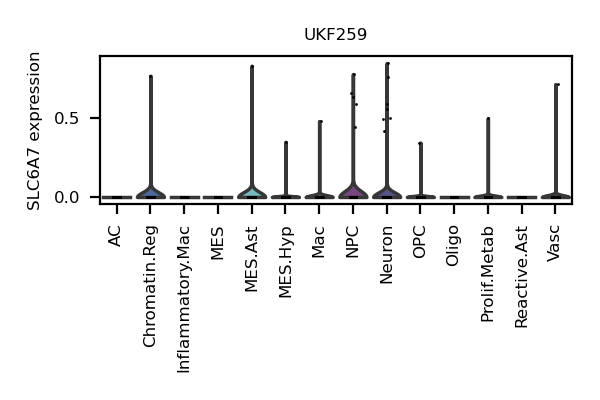 UKF259
SLC6A7 expression
0.5
0.0
AC
Chromatin.Reg
Inflammatory.Mac
MES
MES.Ast
MES.Hyp
Mac
NPC
Neuron
OPC
Oligo
Prolif.Metab
Reactive.Ast
Vasc